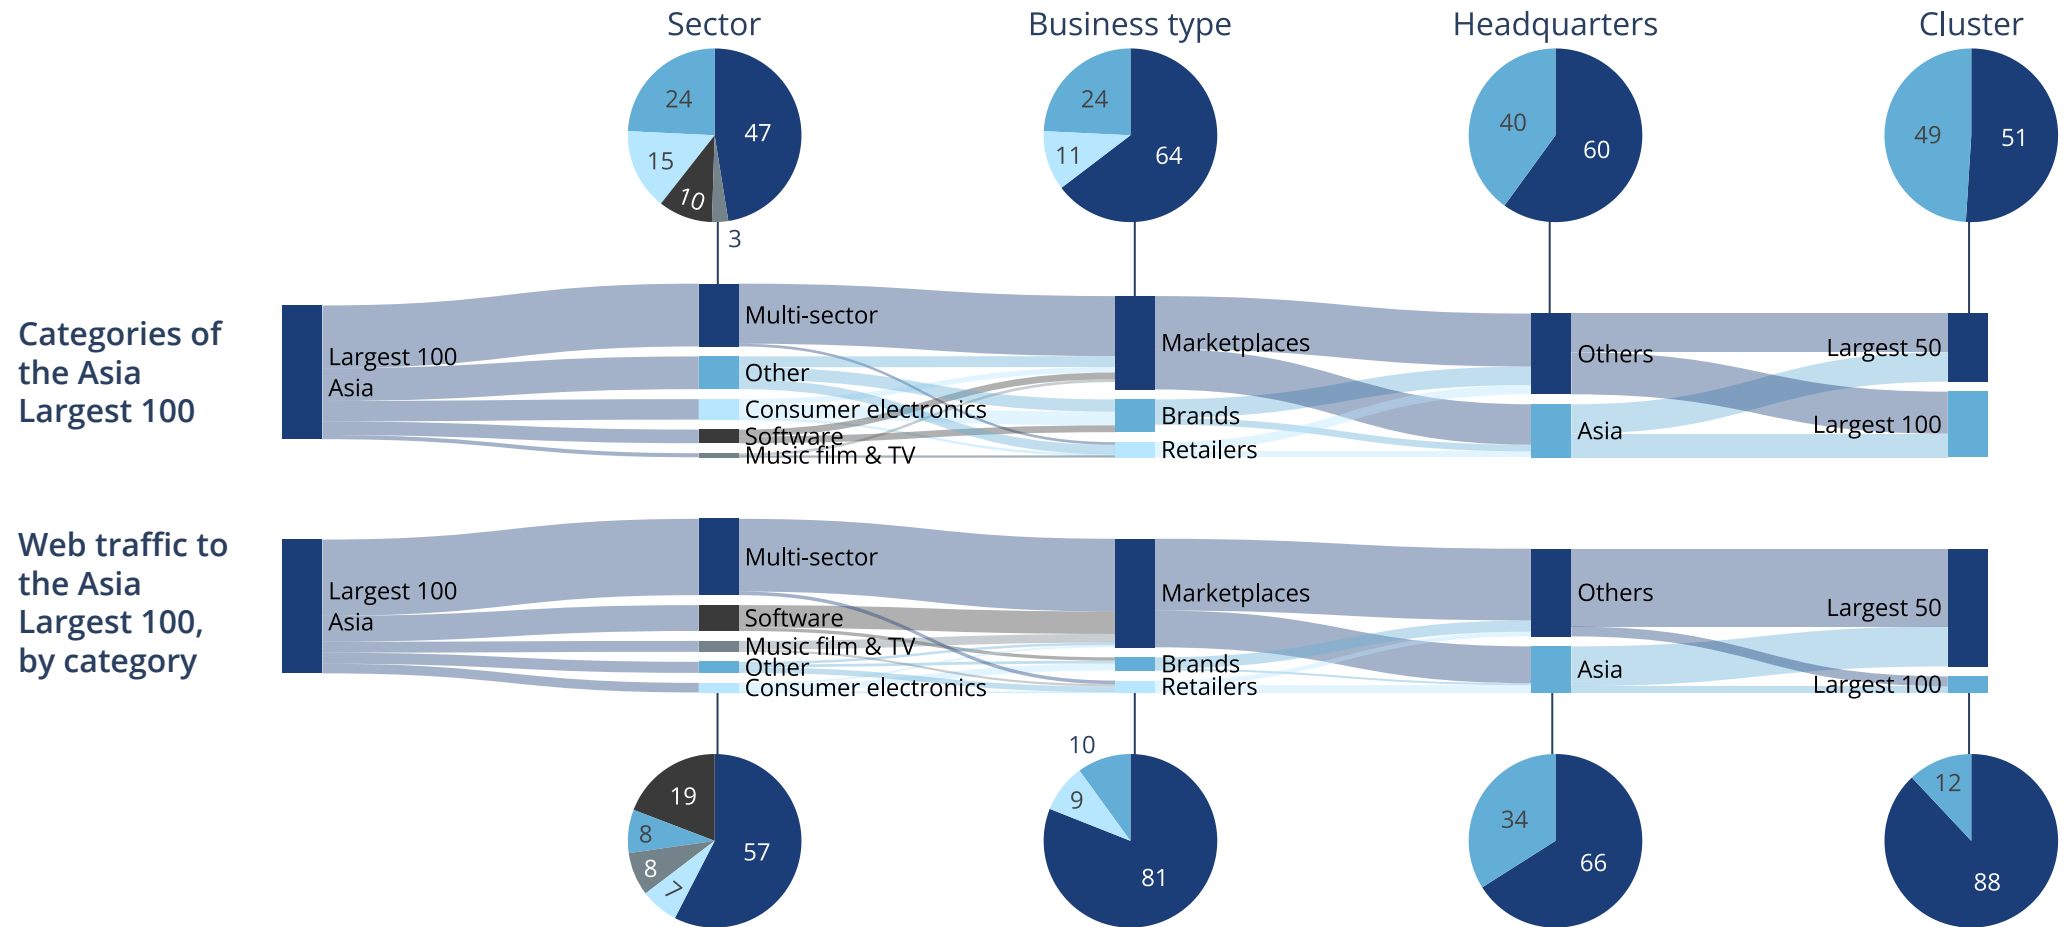 Sector
Business type
Headquarters
Cluster
24
47
15
10
3
24
64
11
40
60
49
51
Categories of
the Asia
Largest 100
Largest 100
Asia
Multi-sector
Other
Consumer electronics
Software
Music film & TV
Marketplaces
Brands
Retailers
Others
Asia
Largest 50
Largest 100
Web traffic to
the Asia
Largest 100,
by category
Largest 100
Asia
Multi-sector
Software
Music film & TV
Other
Consumer electronics
Marketplaces
Brands
Retailers
Others
Asia
Largest 50
Largest 100
19
8
8
7
57
10
9
81
34
66
12
88